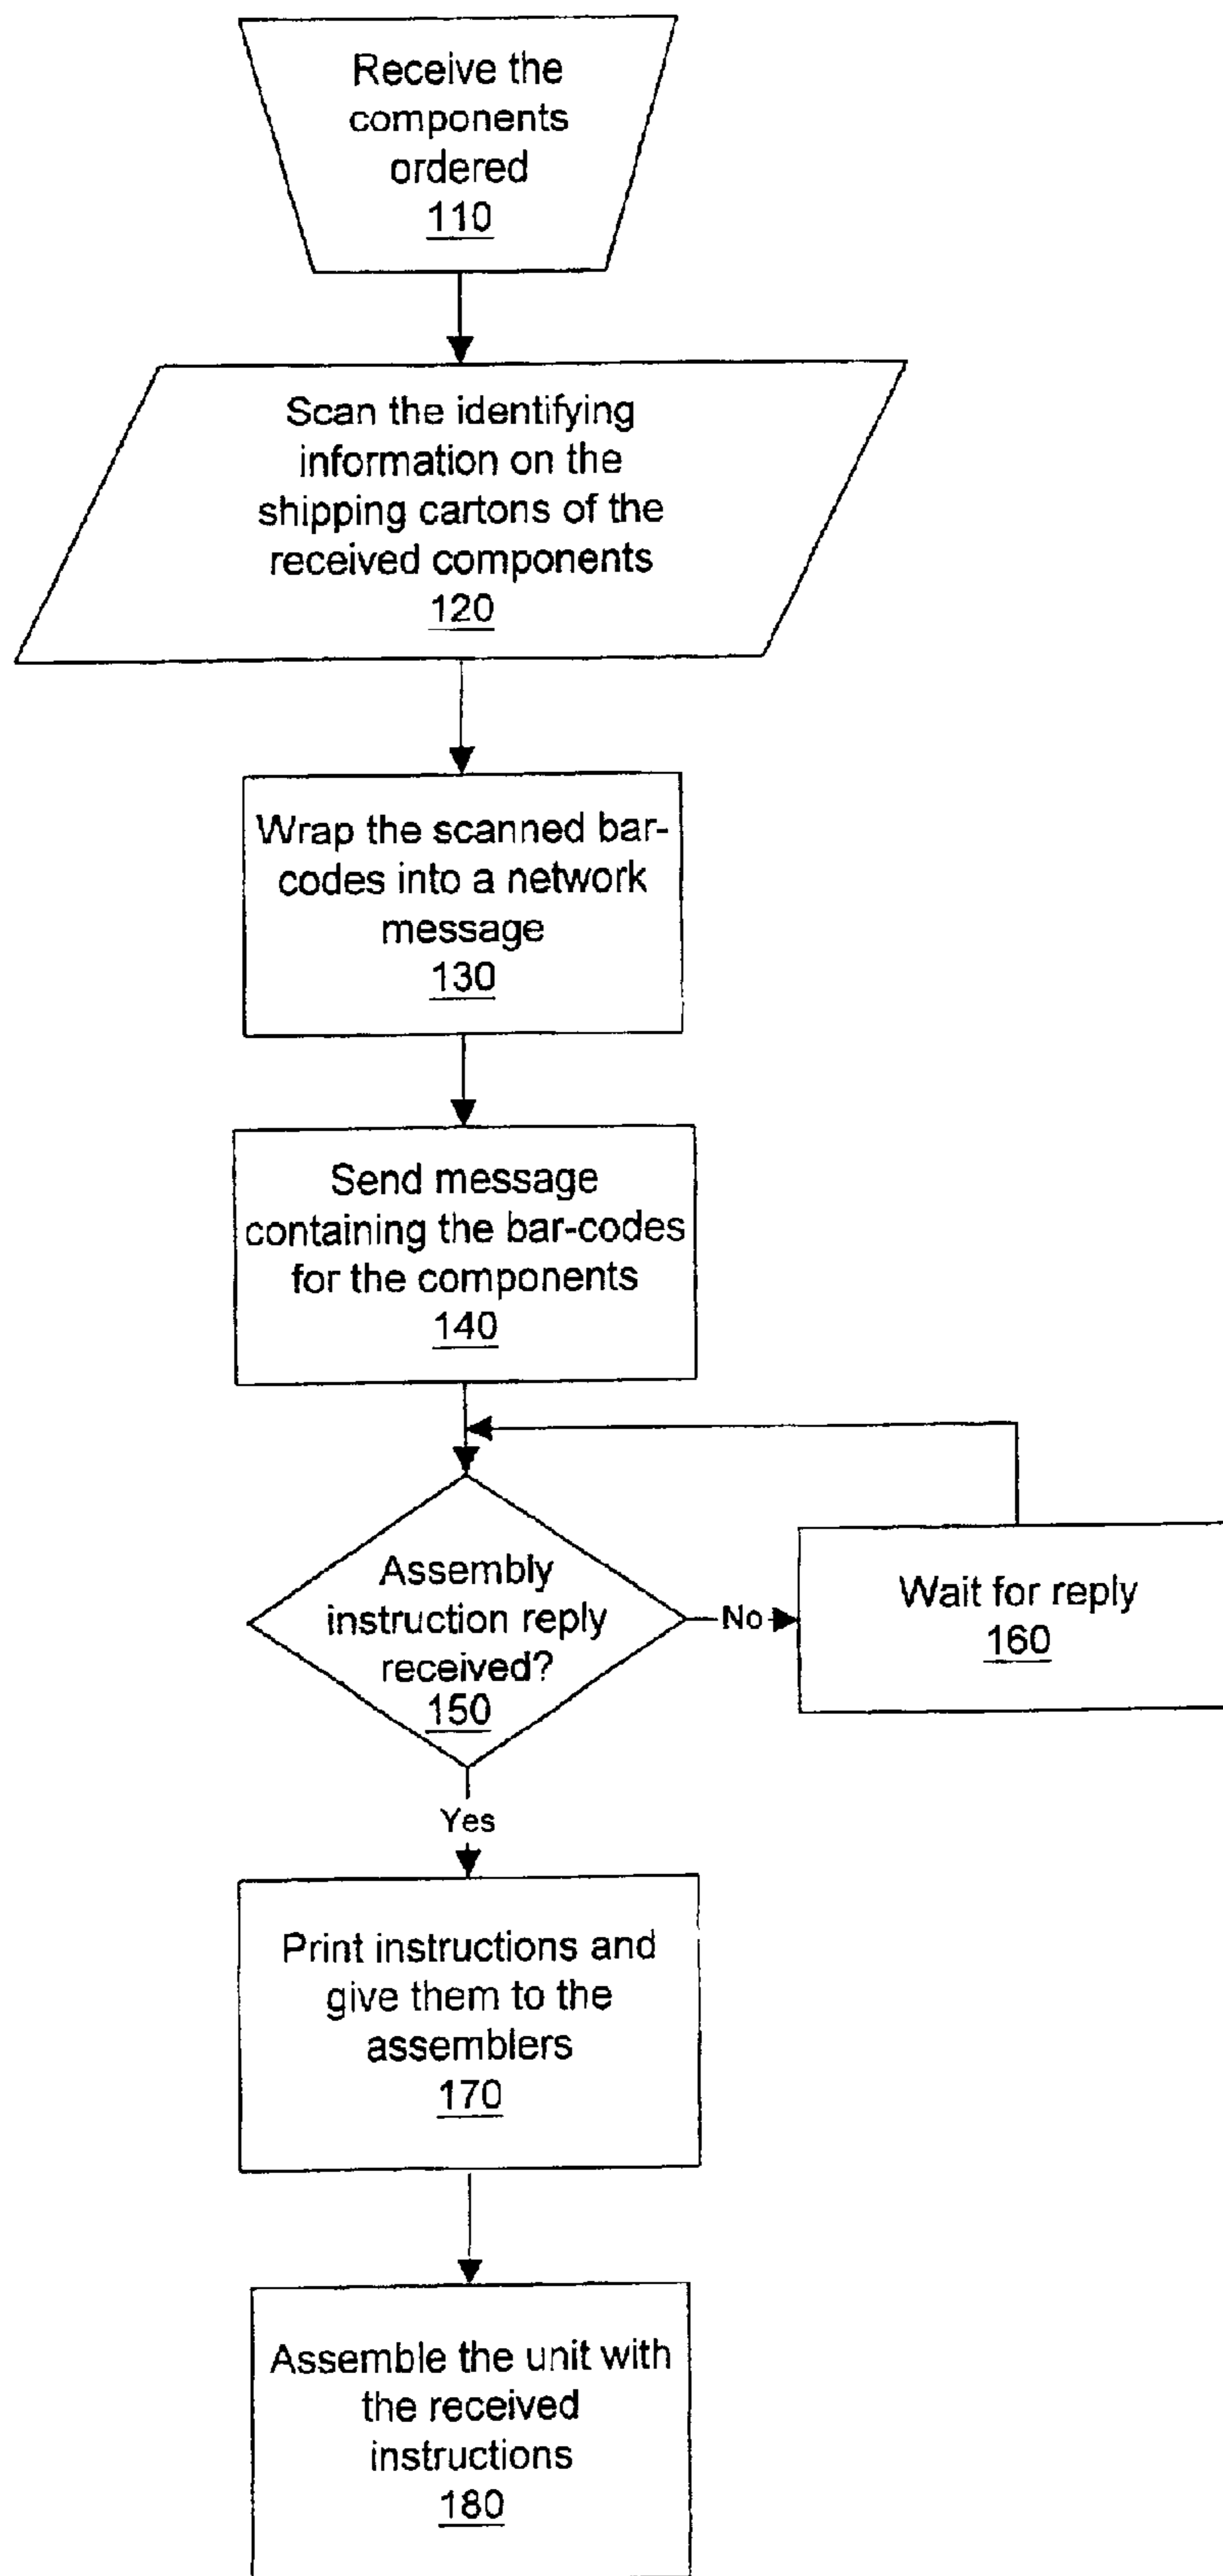 Receive the
components
ordered
110
Scan the identifying
information on the
shipping cartons of the
received components
120
Wrap the scanned bar-
codes into a network
message
130
Send message
containing the bar-codes
for the components
140
Assembly
instruction reply
received?
150
No
Wait for reply
160
Yes
Print instructions and
give them to the
assemblers
170
Assemble the unit with
the received
instructions
180